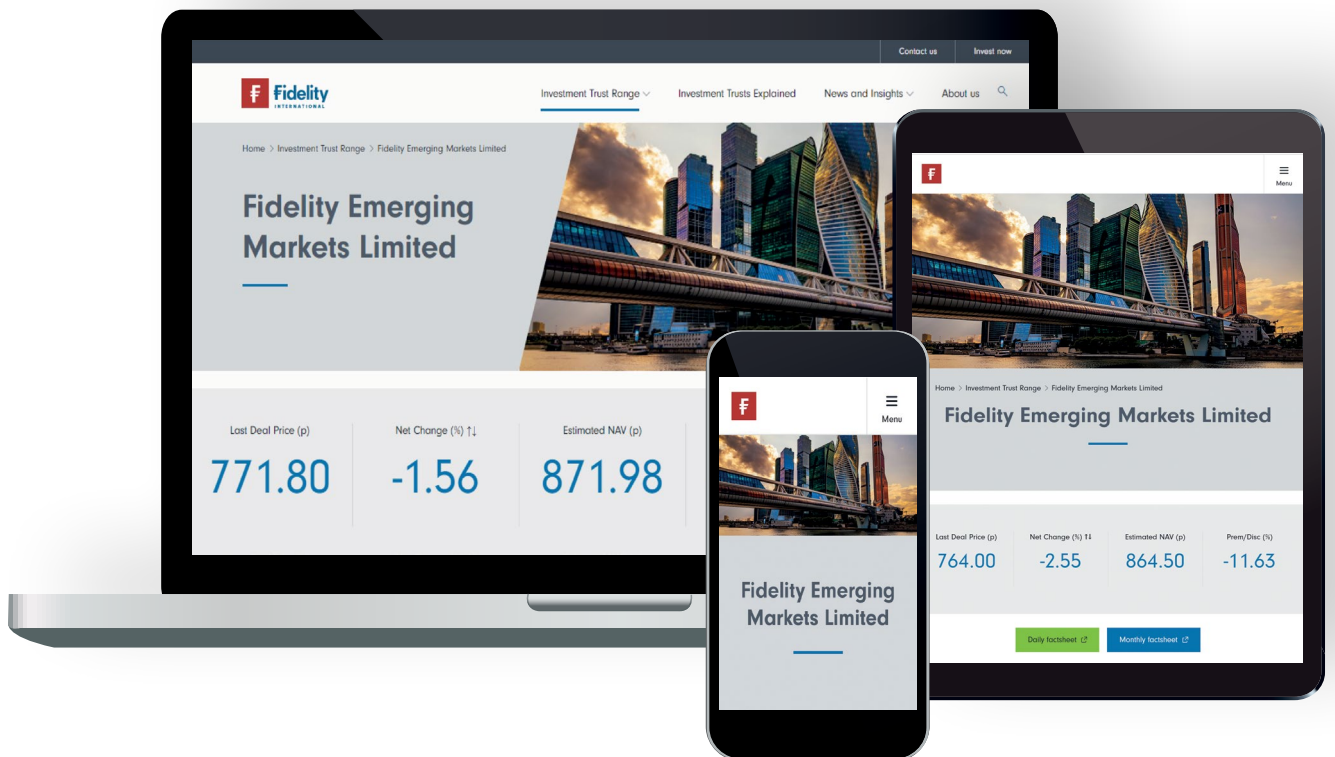 Contact us
Invest now
Fidelity
INTERNATIONAL
Investment Trust Range
Investment Trusts Explained
News and Insights
About us
Home > Investment Trust Range > Fidelity Emerging Markets Limited
Fidelity Emerging
Markets Limited
Last Deal Price (p)
Net Change (%) ↑↓
Estimated NAV (p)
771.80
-1.56
871.98
Menu
Fidelity Emerging
Markets Limited
Menu
Home > Investment Trust Range > Fidelity Emerging Markets Limited
Fidelity Emerging Markets Limited
Last Deal Price (p)
Net Change (%) ↑↓
Estimated NAV (p)
Prem/Disc (%)
764.00
-2.55
864.50
-11.63
Daily factsheet
Monthly factsheet